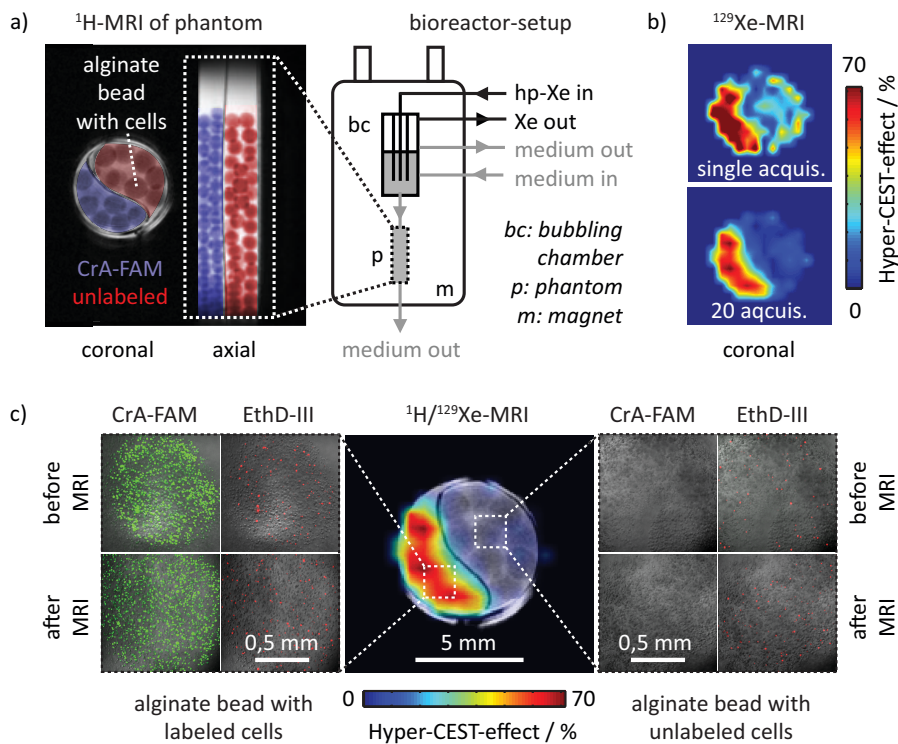 a)
¹H-MRI of phantom
bioreactor-setup
alginate
bead
with cells
CrA-FAM
unlabeled
coronal
axial
bc
hp-Xe in
Xe out
medium out
medium in
p
m
medium out
bc: bubbling
chamber
p: phantom
m: magnet
b)
¹²⁹Xe-MRI
single acquis.
20 aqcuis.
coronal
70
Hyper-CEST-effect / %
0
c)
CrA-FAM
EthD-III
¹H/¹²⁹Xe-MRI
CrA-FAM
EthD-III
before
MRI
before
MRI
after
MRI
0,5 mm
5 mm
0,5 mm
after
MRI
alginate bead with
labeled cells
0
70
Hyper-CEST-effect / %
alginate bead with
unlabeled cells